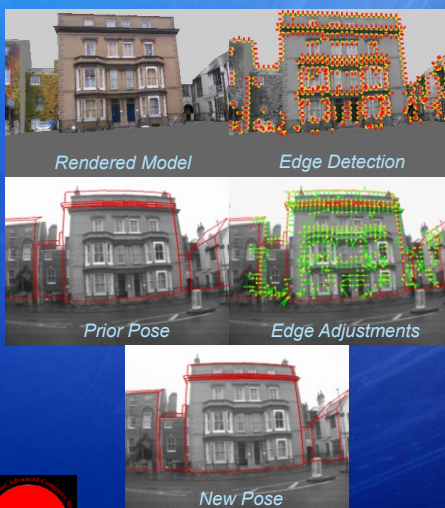 Rendered Model
Edge Detection
Prior Pose
Edge Adjustments
New Pose